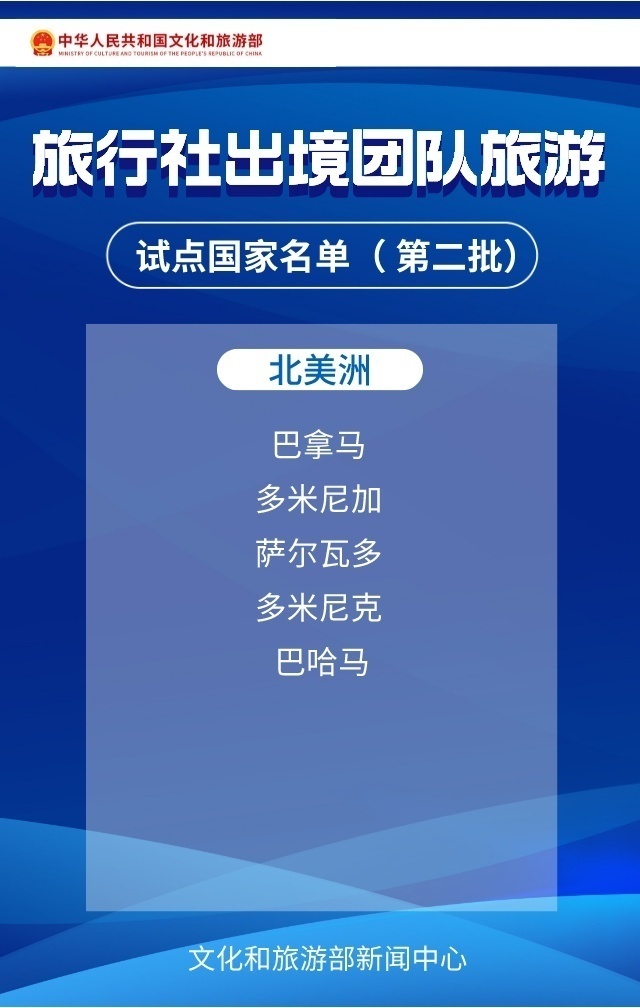 中华人民共和国文化和旅游部
MINISTRY OF CULTURE AND TOURISM OF THE PEOPLE'S REPUBLIC OF CHINA
旅行社出境团队旅游
试点国家名单（第二批）
北美洲
巴拿马
多米尼加
萨尔瓦多
多米尼克
巴哈马
文化和旅游部新闻中心